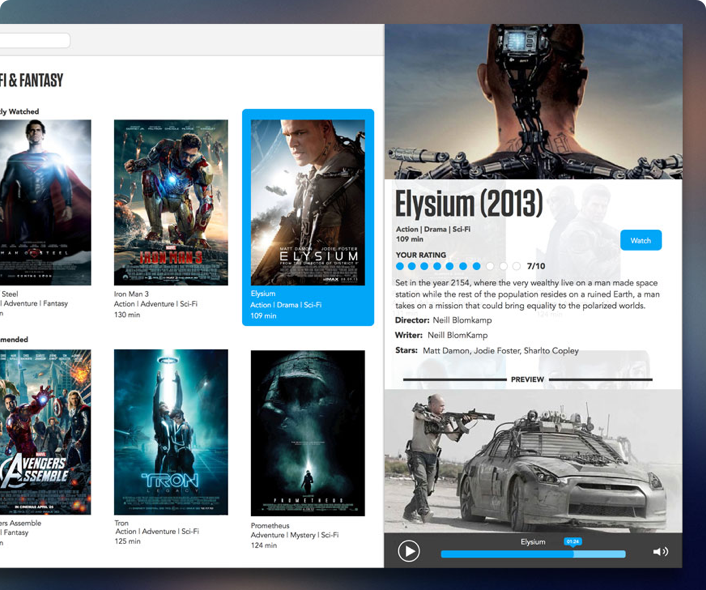 FI & FANTASY
ly Watched
MAN OF STEEL
Steel
Adventure | Fantasy
MARVEL
IRON MAN 3
Iron Man 3
Action | Adventure | Sci-Fi
130 min
MATT DAMON JODIE FOSTER
ELYSIUM
IMAX
Elysium
Action | Drama | Sci-Fi
109 min
mended
MARVEL
AVENGERS
ASSEMBLE
ers Assemble
Fantasy
TRON
LEGACY
Tron
Action | Adventure | Sci-Fi
125 min
PROMETHEUS
Prometheus
Adventure | Mystery | Sci-Fi
124 min
Elysium (2013)
Action | Drama | Sci-Fi
109 min
Watch
YOUR RATING
7/10
Set in the year 2154, where the very wealthy live on a man made space
station while the rest of the population resides on a ruined Earth, a man
takes on a mission that could bring equality to the polarized worlds.
Director: Neill Blomkamp
Writer: Neill BlomKamp
Stars: Matt Damon, Jodie Foster, Sharlto Copley
PREVIEW
Elysium
01:24